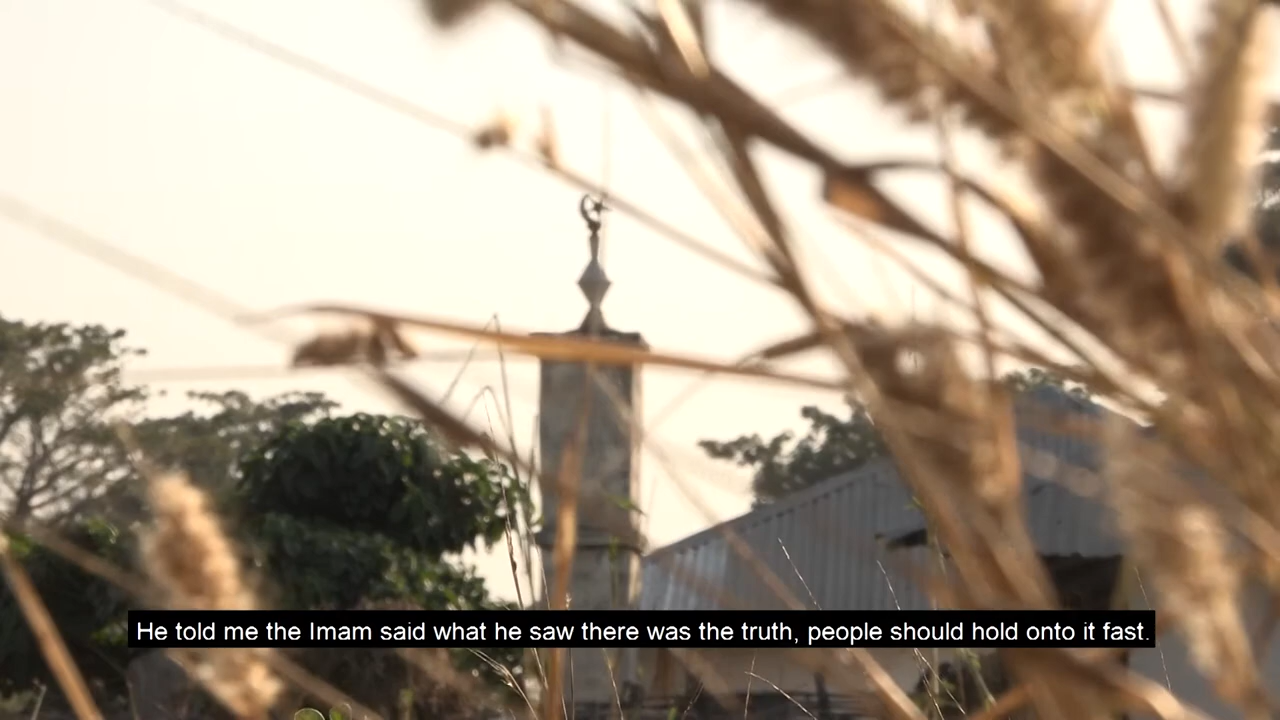 He told me the Imam said what he saw there was the truth, people should hold onto it fast.